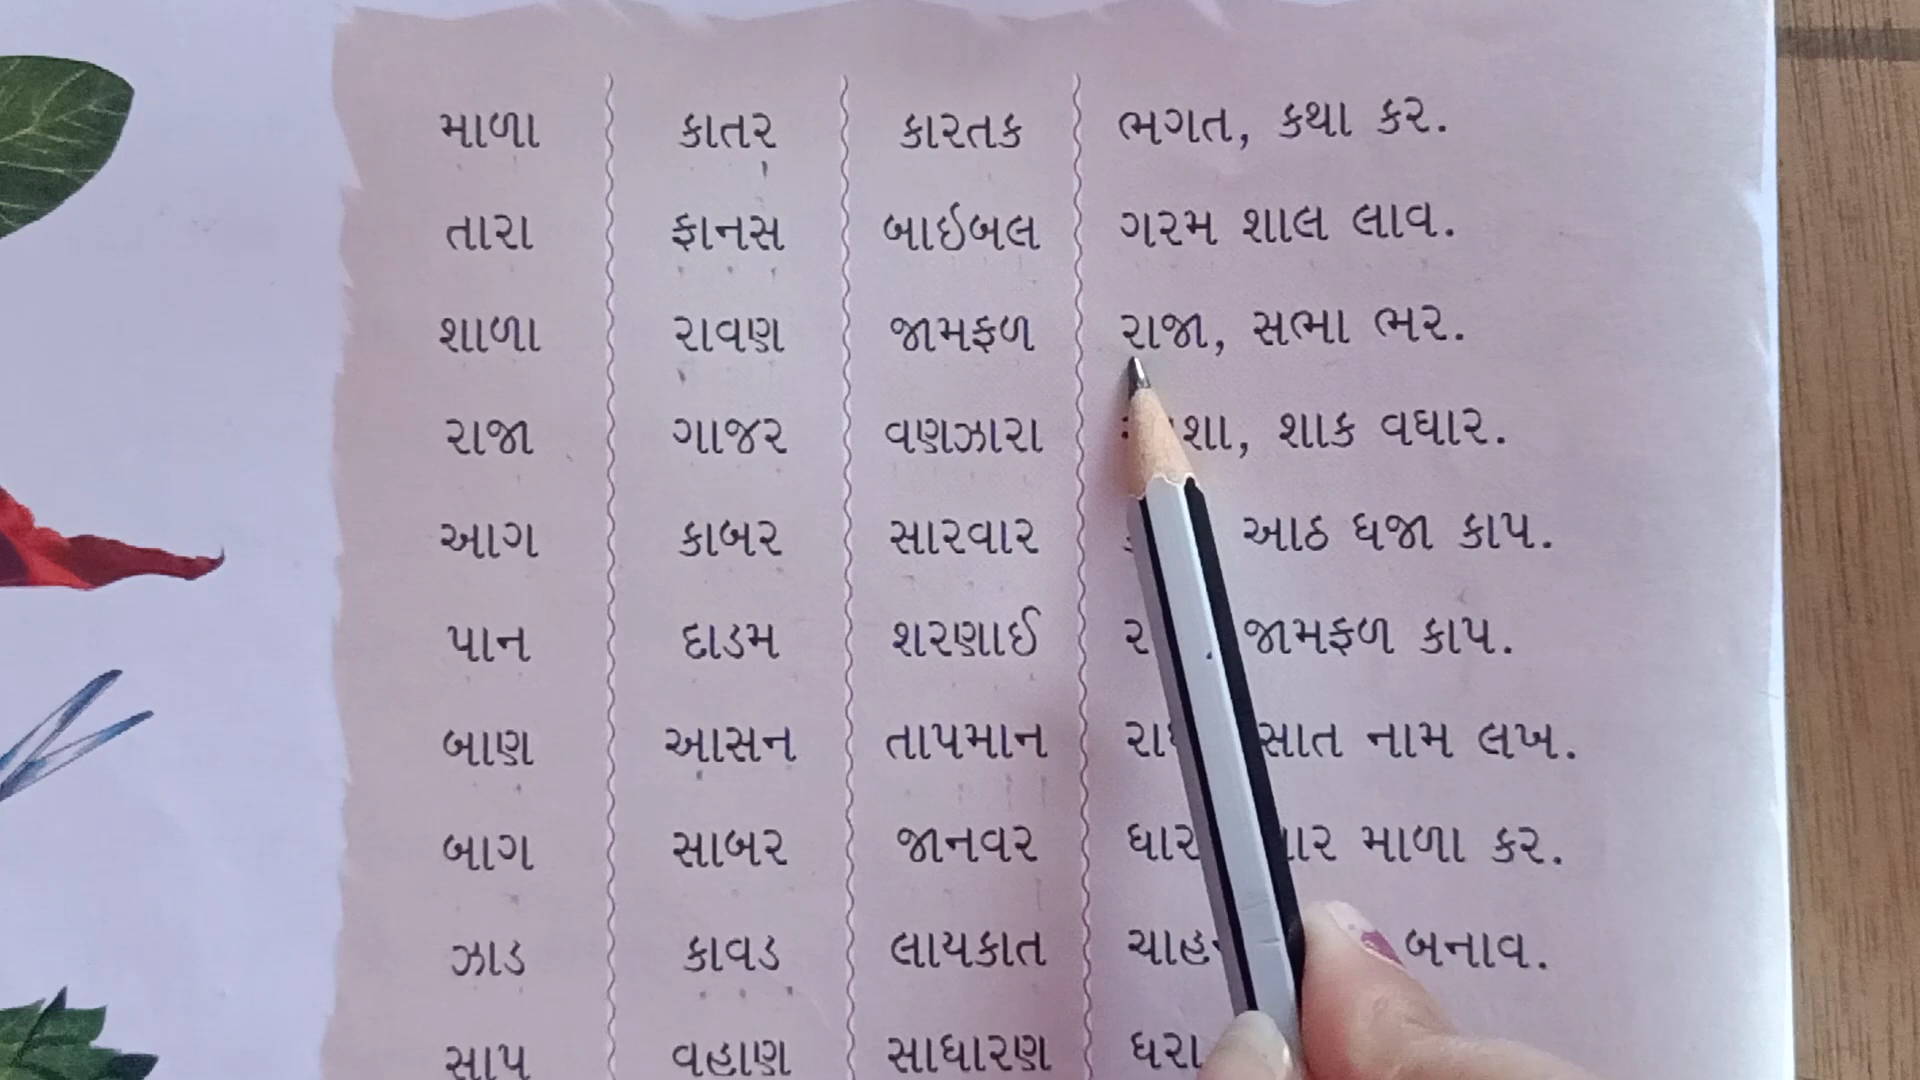 માળા કાતર કારતક ભગત, કથા કર.
તારા ફાનસ બાઇબલ ગરમ શાલ લાવ.
શાળા રાવણ જામફળ રાજા, સભા ભર.
રાજા ગાજર વણઝારા શાક વઘાર.
આગ કાબર સારવાર આઠ ધજા કાપ.
પાન દાડમ શરણાઈ જામફળ કાપ.
બાણ આસન તાપમાન સાત નામ લખ.
બાગ સાબર જાનવર માળા કર.
ઝાડ કાવડ લાયકાત બનાવ.
સાપ વહાણ સાધારણ